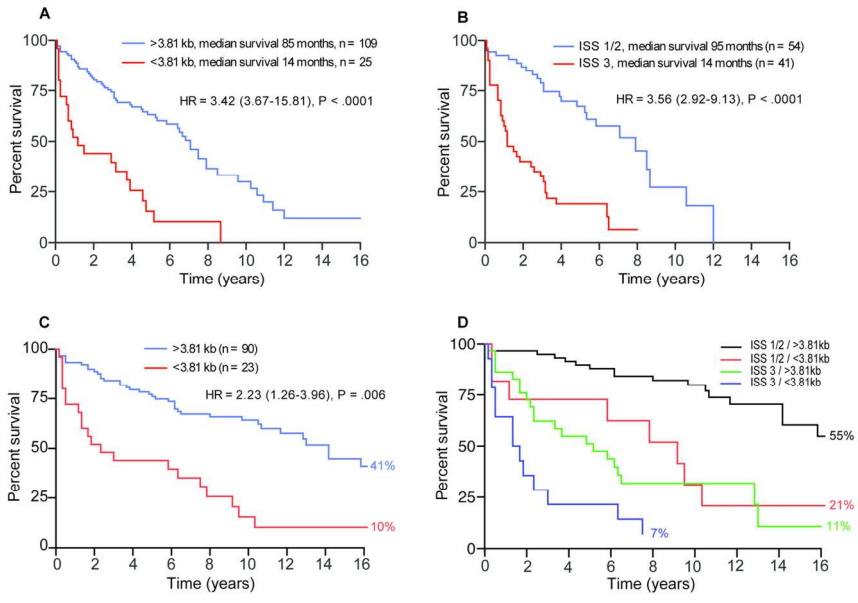 A
>3.81 kb, median survival 85 months, n = 109
<3.81 kb, median survival 14 months, n = 25
HR = 3.42 (3.67-15.81), P < .0001
Percent survival
100
75
50
25
0
0 2 4 6 8 10 12 14 16
Time (years)
B
ISS 1/2, median survival 95 months (n = 54)
ISS 3, median survival 14 months (n = 41)
HR = 3.56 (2.92-9.13), P < .0001
Percent survival
100
75
50
25
0
0 2 4 6 8 10 12 14 16
Time (years)
C
>3.81 kb (n = 90)
<3.81 kb (n = 23)
HR = 2.23 (1.26-3.96), P = .006
Percent survival
100
75
50
25
0
41%
10%
0 2 4 6 8 10 12 14 16
Time (years)
D
ISS 1/2 / >3.81kb
ISS 1/2 / <3.81kb
ISS 3 / >3.81kb
ISS 3 / <3.81kb
Percent survival
100
75
50
25
0
55%
21%
11%
7%
0 2 4 6 8 10 12 14 16
Time (years)